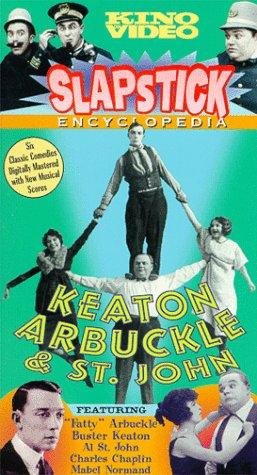 KINO
VIDEO
SLAPSTICK
ENCYCLOPEDIA
Six
Classic Comedies
Digitally Mastered
with New Musical
Scores
KEATON
ARBUCKLE
& ST. JOHN
FEATURING
"Fatty" Arbuckle
Buster Keaton
Al St. John
Charles Chaplin
Mabel Normand